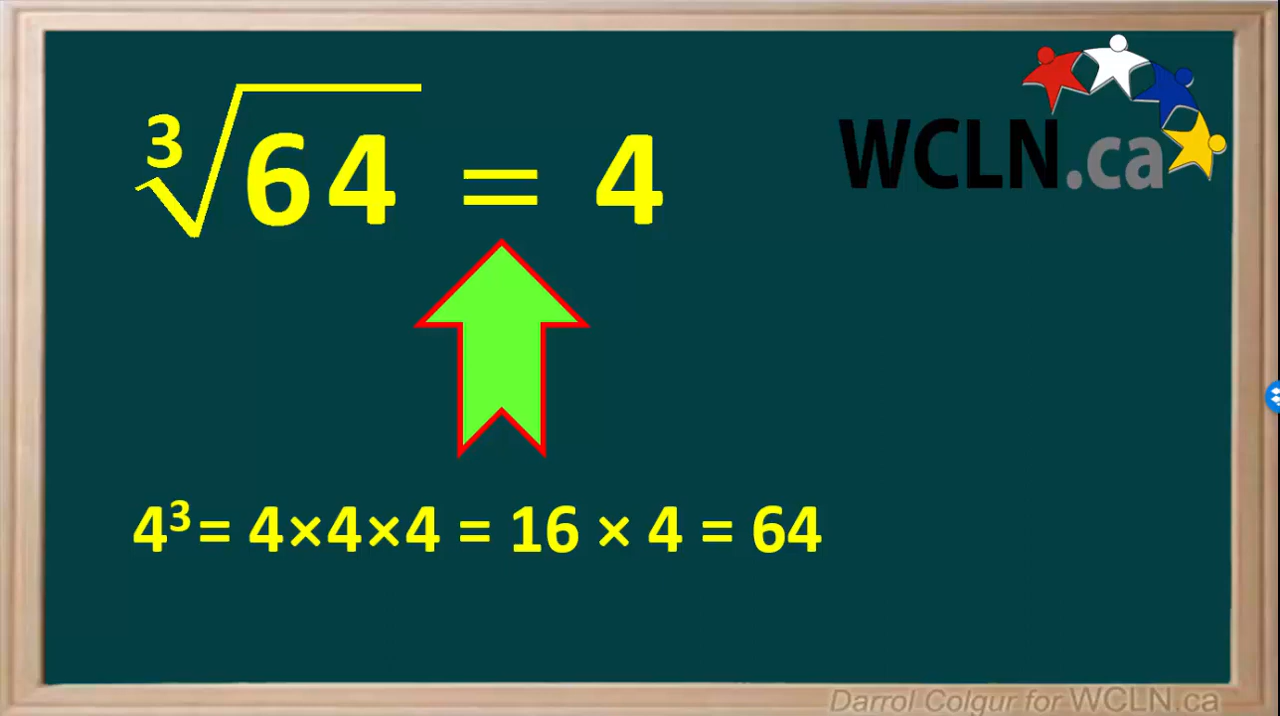 ∛64 = 4
WCLN.ca
4³ = 4×4×4 = 16 × 4 = 64
Darrol Colgur for WCLN.ca